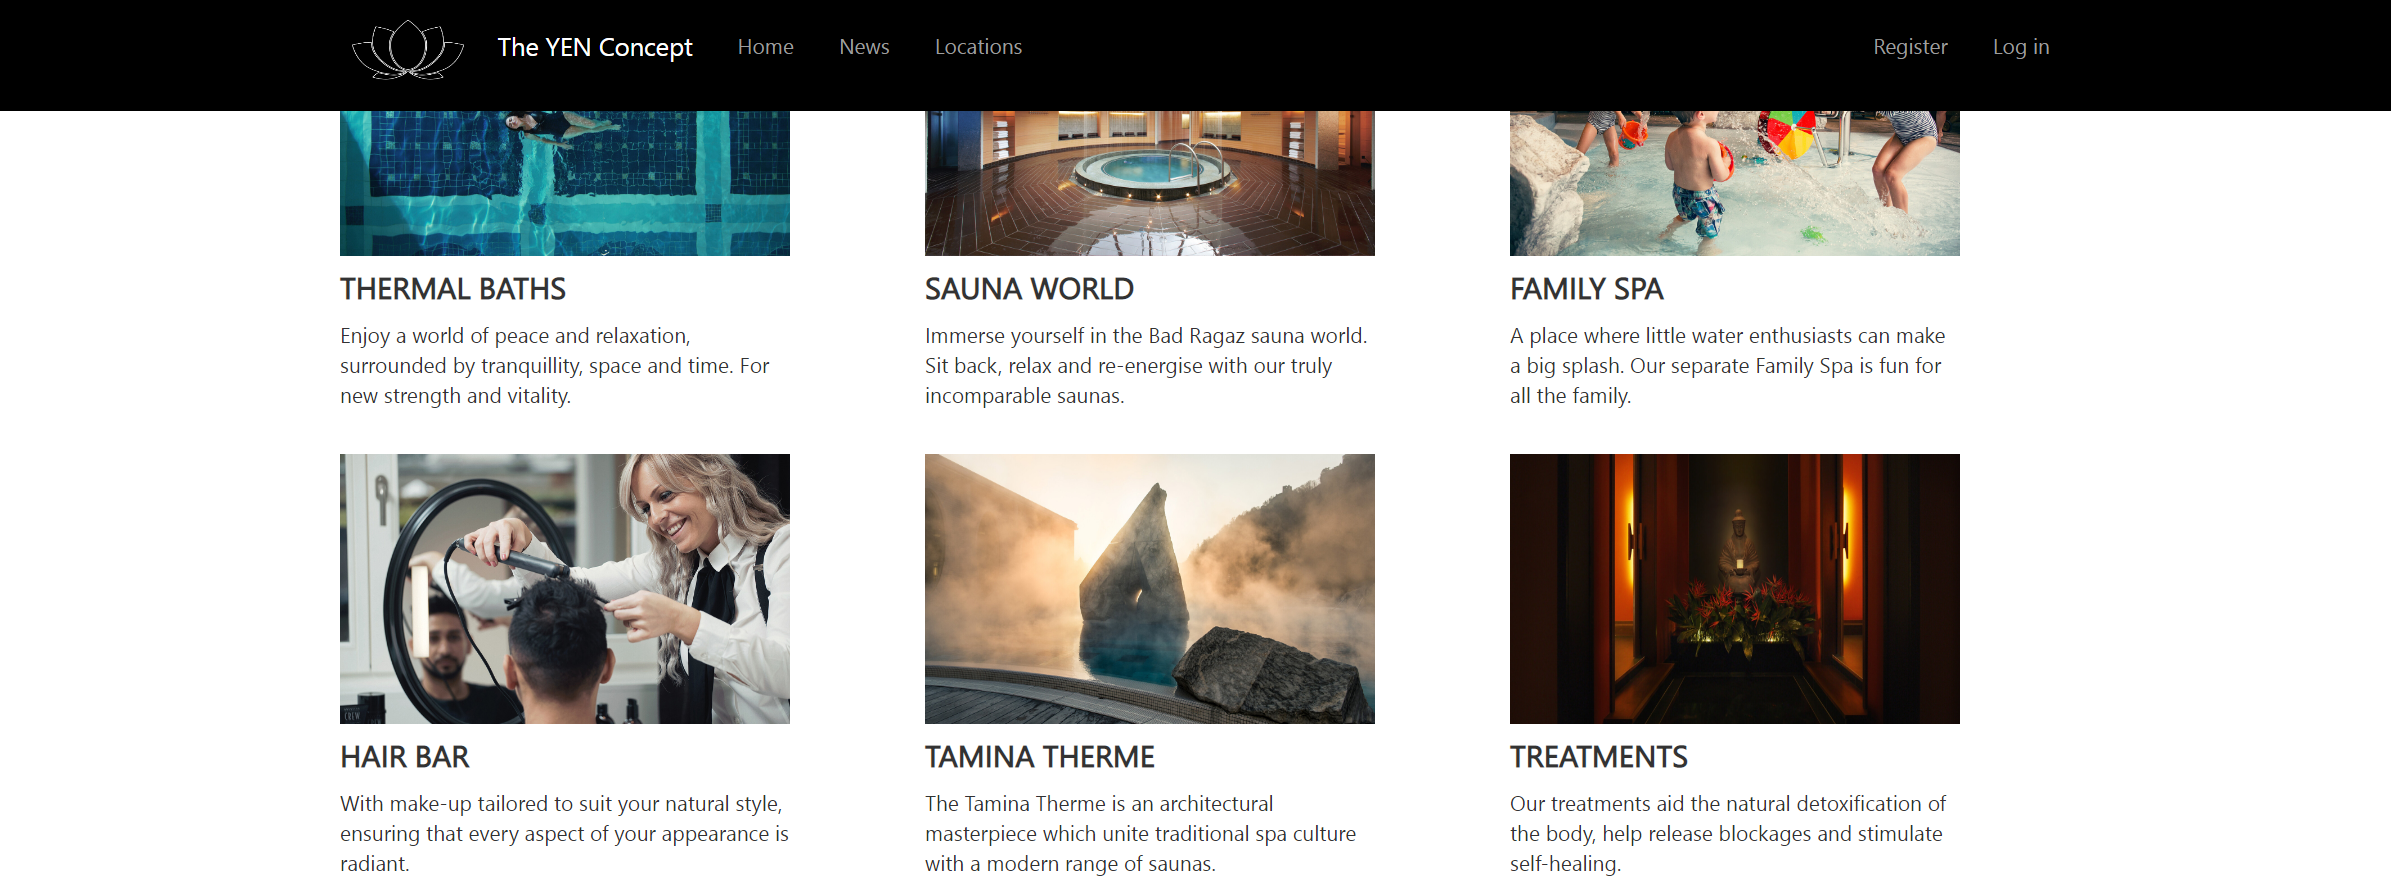 The YEN Concept Home News Locations Register Log in
THERMAL BATHS
Enjoy a world of peace and relaxation,
surrounded by tranquillity, space and time. For
new strength and vitality.
SAUNA WORLD
Immerse yourself in the Bad Ragaz sauna world.
Sit back, relax and re-energise with our truly
incomparable saunas.
FAMILY SPA
A place where little water enthusiasts can make
a big splash. Our separate Family Spa is fun for
all the family.
CREW
HAIR BAR
With make-up tailored to suit your natural style,
ensuring that every aspect of your appearance is
radiant.
TAMINA THERME
The Tamina Therme is an architectural
masterpiece which unite traditional spa culture
with a modern range of saunas.
TREATMENTS
Our treatments aid the natural detoxification of
the body, help release blockages and stimulate
self-healing.